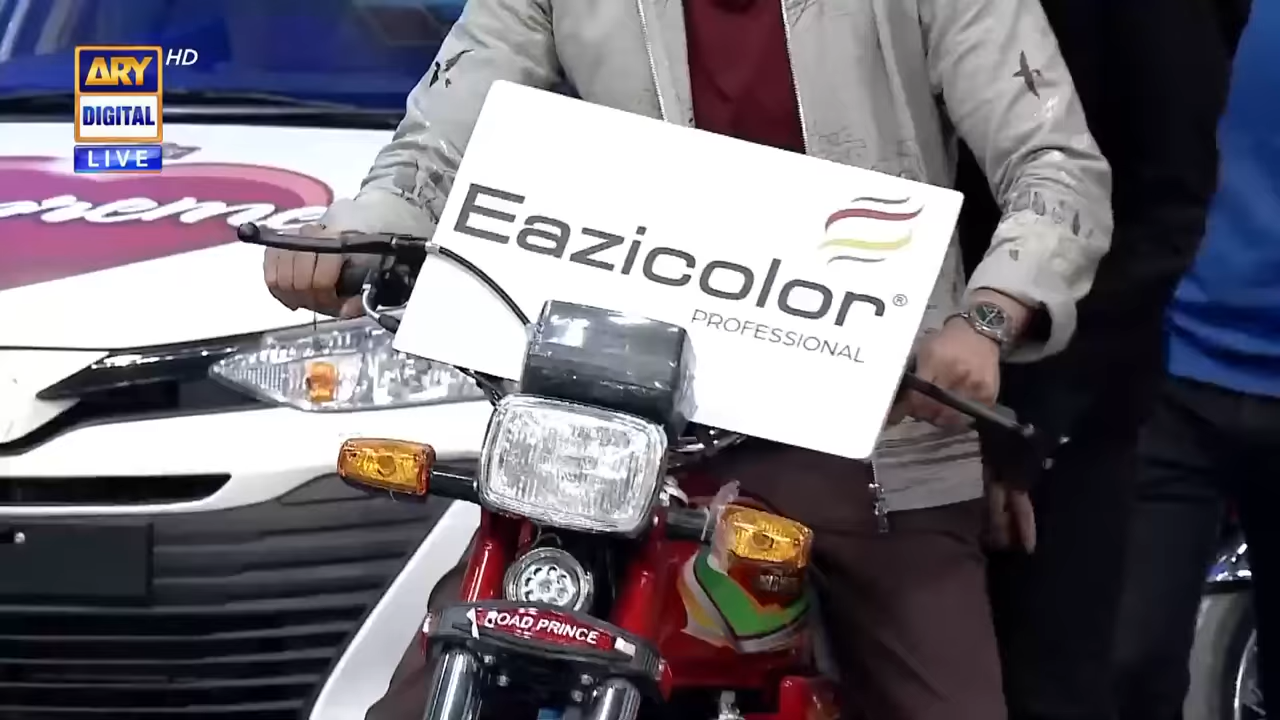 ARY
HD
DIGITAL
LIVE
Eazicolor®
PROFESSIONAL
ROAD PRINCE